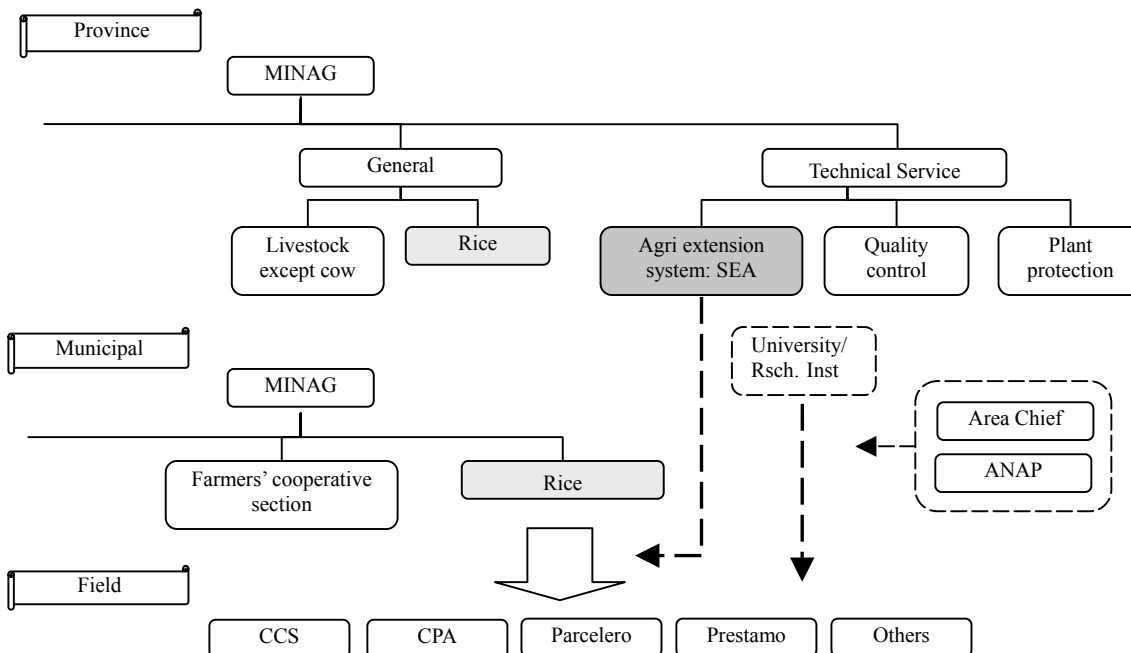 Province
MINAG
General
Technical Service
Livestock
except cow
Rice
Agri extension
system: SEA
Quality
control
Plant
protection
Municipal
University/
Rsch. Inst
MINAG
Area Chief
ANAP
Farmers’ cooperative
section
Rice
Field
CCS
CPA
Parcelero
Prestamo
Others